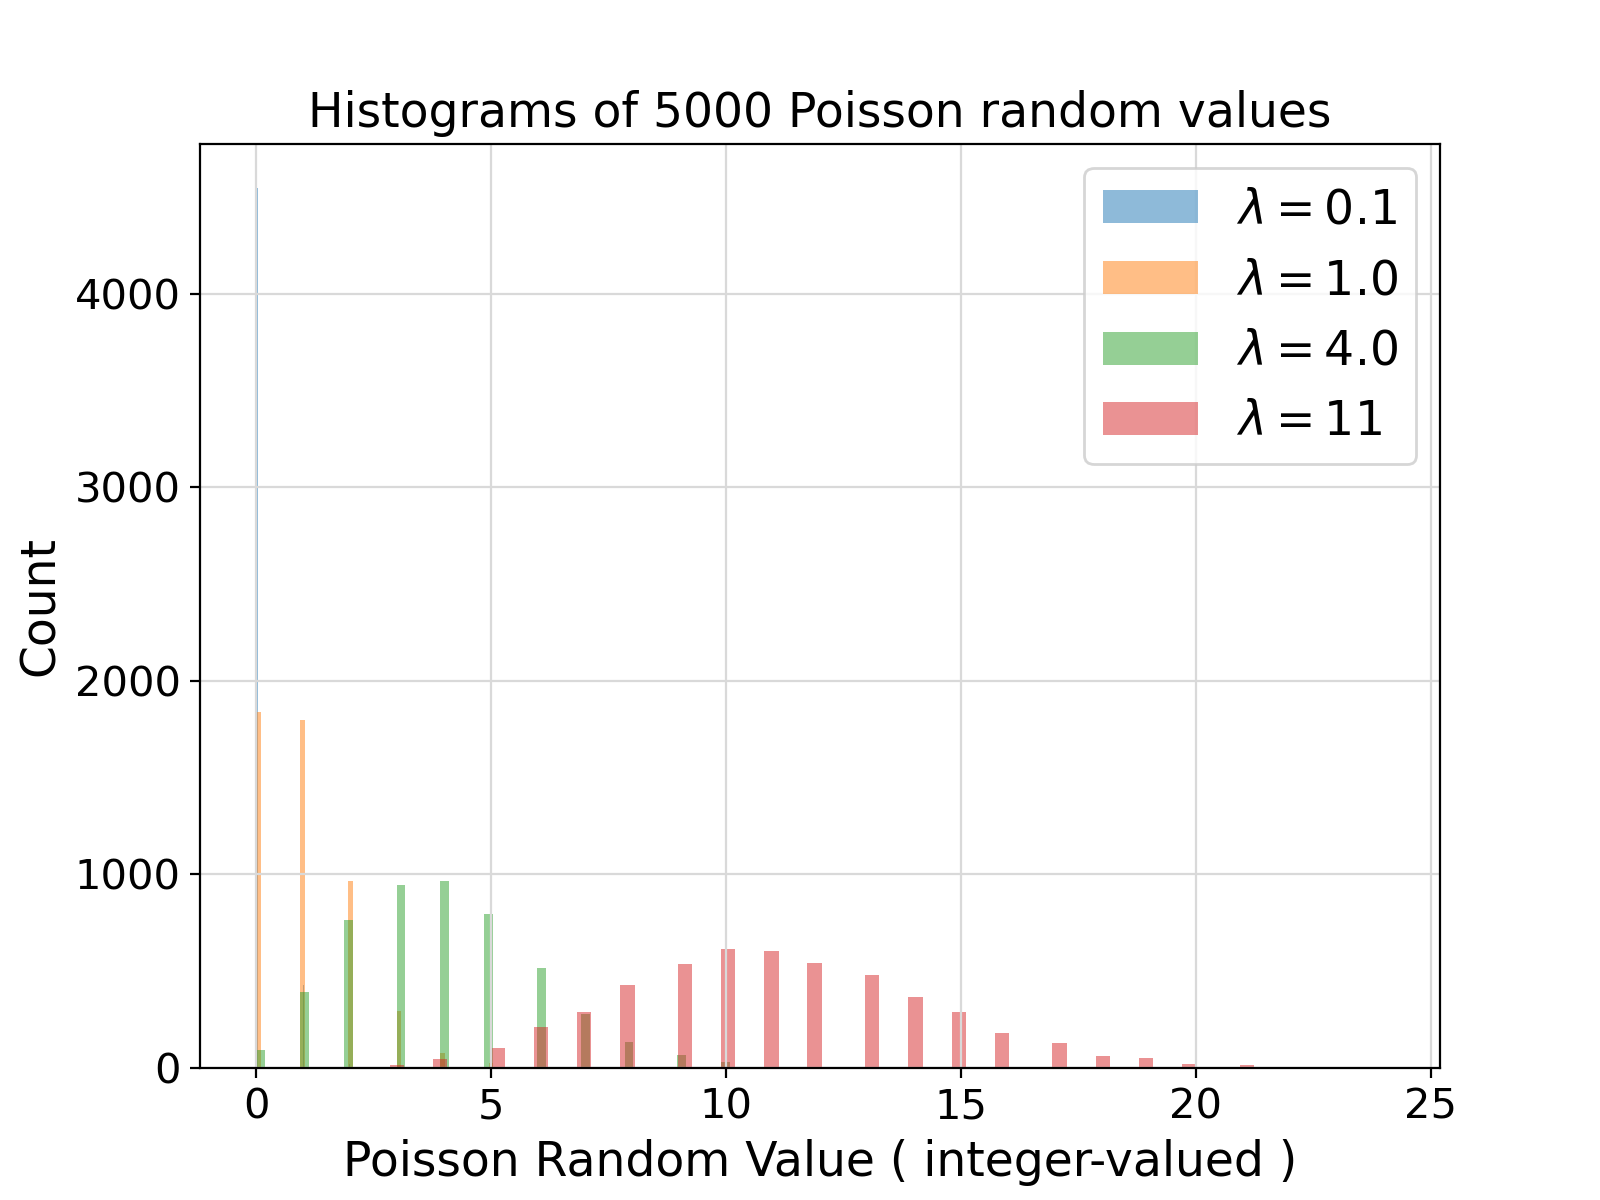 Histograms of 5000 Poisson random values
λ = 0.1
λ = 1.0
λ = 4.0
λ = 11
Count
4000
3000
2000
1000
0
0 5 10 15 20 25
Poisson Random Value ( integer-valued )